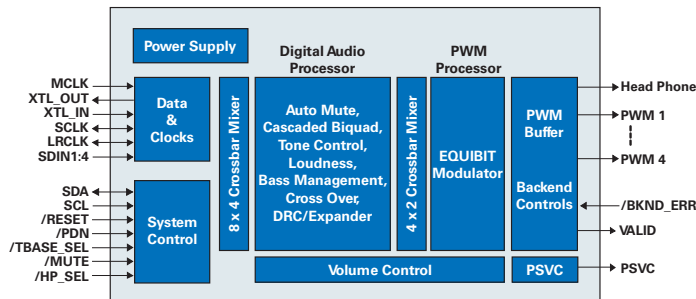 Power Supply
Digital Audio
Processor
PWM
Processor
MCLK
XTL_OUT
XTL_IN
SCLK
LRCLK
SDIN1:4
Data
&
Clocks
SDA
SCL
/RESET
/PDN
/TBASE_SEL
/MUTE
/HP_SEL
System
Control
8 x 4 Crossbar Mixer
Auto Mute,
Cascaded Biquad,
Tone Control,
Loudness,
Bass Management,
Cross Over,
DRC/Expander
4 x 2 Crossbar Mixer
EQUIBIT
Modulator
PWM
Buffer
Backend
Controls
Head Phone
PWM 1
PWM 4
/BKND_ERR
VALID
Volume Control
PSVC
PSVC